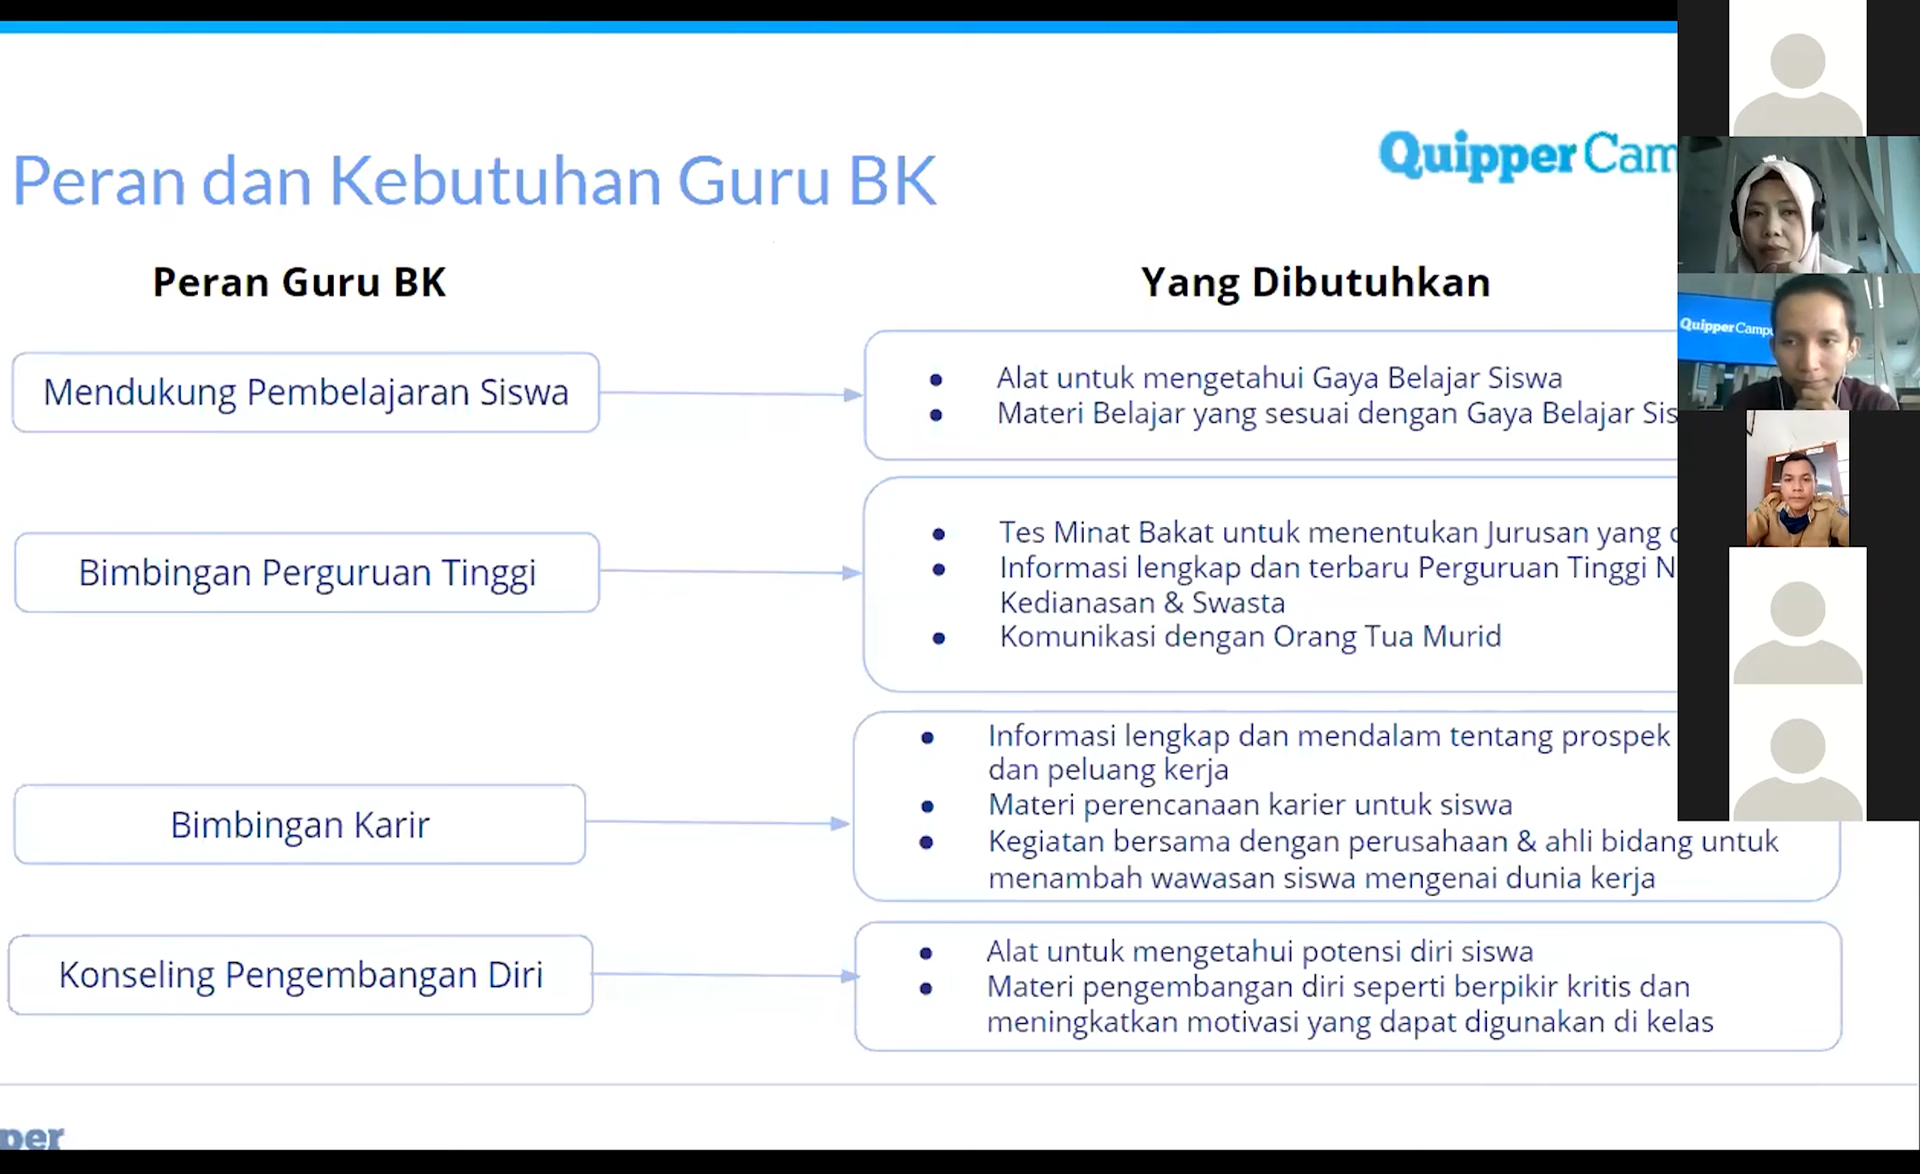 Peran dan Kebutuhan Guru BK
Quipper Cam
Peran Guru BK
Yang Dibutuhkan
Mendukung Pembelajaran Siswa
Alat untuk mengetahui Gaya Belajar Siswa
Materi Belajar yang sesuai dengan Gaya Belajar Sis
Bimbingan Perguruan Tinggi
Tes Minat Bakat untuk menentukan Jurusan yang
Informasi lengkap dan terbaru Perguruan Tinggi N
Kedianasan & Swasta
Komunikasi dengan Orang Tua Murid
Bimbingan Karir
Informasi lengkap dan mendalam tentang prospek
dan peluang kerja
Materi perencanaan karier untuk siswa
Kegiatan bersama dengan perusahaan & ahli bidang untuk
menambah wawasan siswa mengenai dunia kerja
Konseling Pengembangan Diri
Alat untuk mengetahui potensi diri siswa
Materi pengembangan diri seperti berpikir kritis dan
meningkatkan motivasi yang dapat digunakan di kelas
per
Quipper Camp